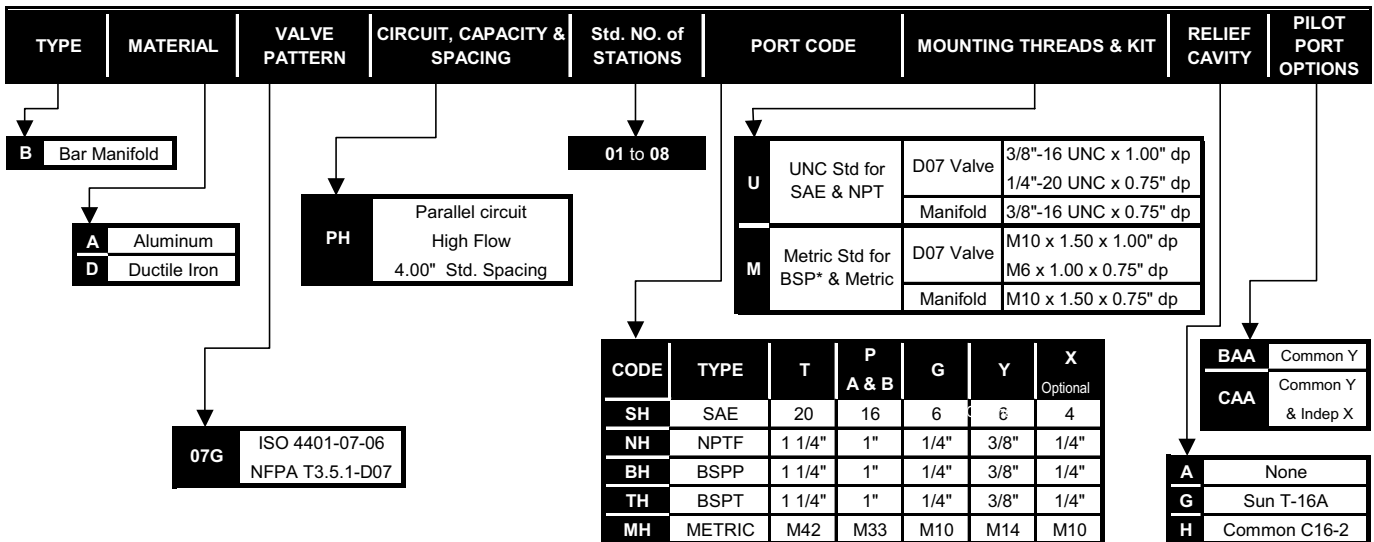 TYPE MATERIAL VALVE PATTERN CIRCUIT, CAPACITY & SPACING Std. NO. of STATIONS PORT CODE MOUNTING THREADS & KIT RELIEF CAVITY PILOT PORT OPTIONS
B Bar Manifold
A Aluminum
D Ductile Iron
07G ISO 4401-07-06
NFPA T3.5.1-D07
PH Parallel circuit
High Flow
4.00" Std. Spacing
01 to 08
U UNC Std for SAE & NPT D07 Valve 3/8"-16 UNC x 1.00" dp
1/4"-20 UNC x 0.75" dp
Manifold 3/8"-16 UNC x 0.75" dp
M Metric Std for BSP* & Metric D07 Valve M10 x 1.50 x 1.00" dp
M6 x 1.00 x 0.75" dp
Manifold M10 x 1.50 x 0.75" dp
CODE TYPE T P A & B G Y X Optional
SH SAE 20 16 6 6 4
NH NPTF 1 1/4" 1" 1/4" 3/8" 1/4"
BH BSPP 1 1/4" 1" 1/4" 3/8" 1/4"
TH BSPT 1 1/4" 1" 1/4" 3/8" 1/4"
MH METRIC M42 M33 M10 M14 M10
BAA Common Y
CAA Common Y
& Indep X
A None
G Sun T-16A
H Common C16-2